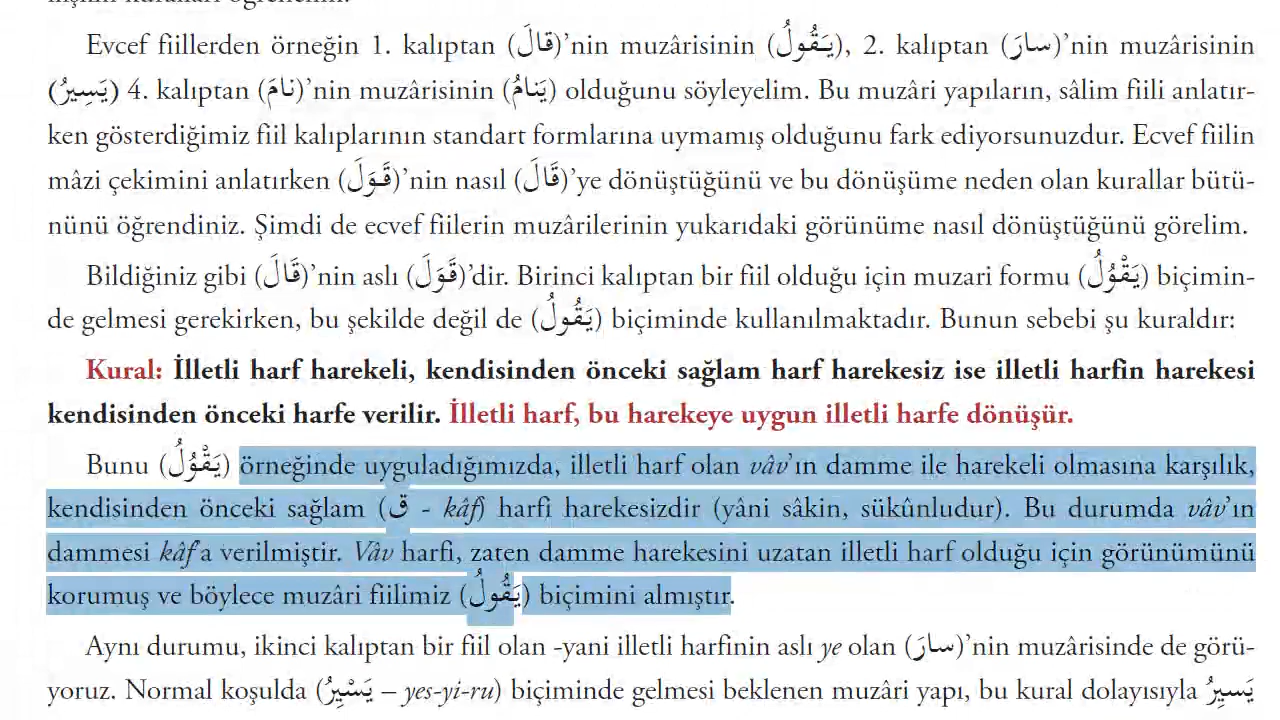 ilişkin kuralları öğrenelim.
Evcef fiillerden örneğin 1. kalıptan (قالَ)’nin muzârisinin (يَقُولُ), 2. kalıptan (سارَ)’nin muzârisinin
(يَسِيرُ) 4. kalıptan (نامَ)’nin muzârisinin (يَنامُ) olduğunu söyleyelim. Bu muzâri yapıların, sâlim fiili anlatır-
ken gösterdiğimiz fiil kalıplarının standart formlarına uymamış olduğunu fark ediyorsunuzdur. Ecvef fiilin
mâzi çekimini anlatırken (قَوَلَ)’nin nasıl (قَالَ)’ye dönüştüğünü ve bu dönüşüme neden olan kurallar bütü-
nünü öğrendiniz. Şimdi de ecvef fiilerin muzârilerinin yukarıdaki görünüme nasıl dönüştüğünü görelim.
Bildiğiniz gibi (قَالَ)’nin aslı (قَوَلَ)’dir. Birinci kalıptan bir fiil olduğu için muzari formu (يَقْوُلُ) biçimin-
de gelmesi gerekirken, bu şekilde değil de (يَقُولُ) biçiminde kullanılmaktadır. Bunun sebebi şu kuraldır:
Kural: İlletli harf harekeli, kendisinden önceki sağlam harf harekesiz ise illetli harfin harekesi
kendisinden önceki harfe verilir. İlletli harf, bu harekeye uygun illetli harfe dönüşür.
Bunu (يَقْوُلُ) örneğinde uyguladığımızda, illetli harf olan vâv’ın damme ile harekeli olmasına karşılık,
kendisinden önceki sağlam (ق - kâf) harfi harekesizdir (yâni sâkin, sükûnludur). Bu durumda vâv’ın
dammesi kâf’a verilmiştir. Vâv harfi, zaten damme harekesini uzatan illetli harf olduğu için görünümünü
korumuş ve böylece muzâri fiilimiz (يَقُولُ) biçimini almıştır.
Aynı durumu, ikinci kalıptan bir fiil olan -yani illetli harfinin aslı ye olan (سارَ)’nin muzârisinde de görü-
yoruz. Normal koşulda (يَسْيِرُ – yes-yi-ru) biçiminde gelmesi beklenen muzâri yapı, bu kural dolayısıyla يَسيرُ